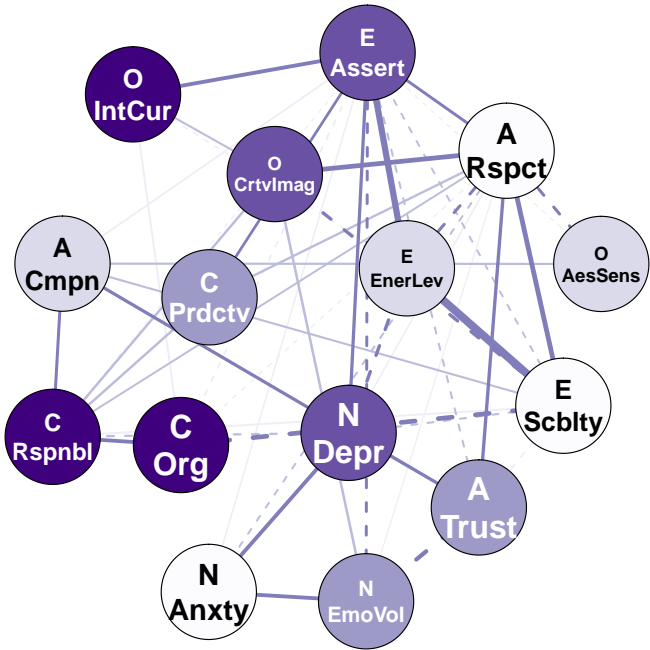 E
Assert
O
IntCur
A
Rspct
O
CrtvImag
A
Cmpn
E
EnerLev
O
AesSens
C
Prdctv
E
Scblty
C
Rspnbl
C
Org
N
Depr
A
Trust
N
Anxty
N
EmoVol